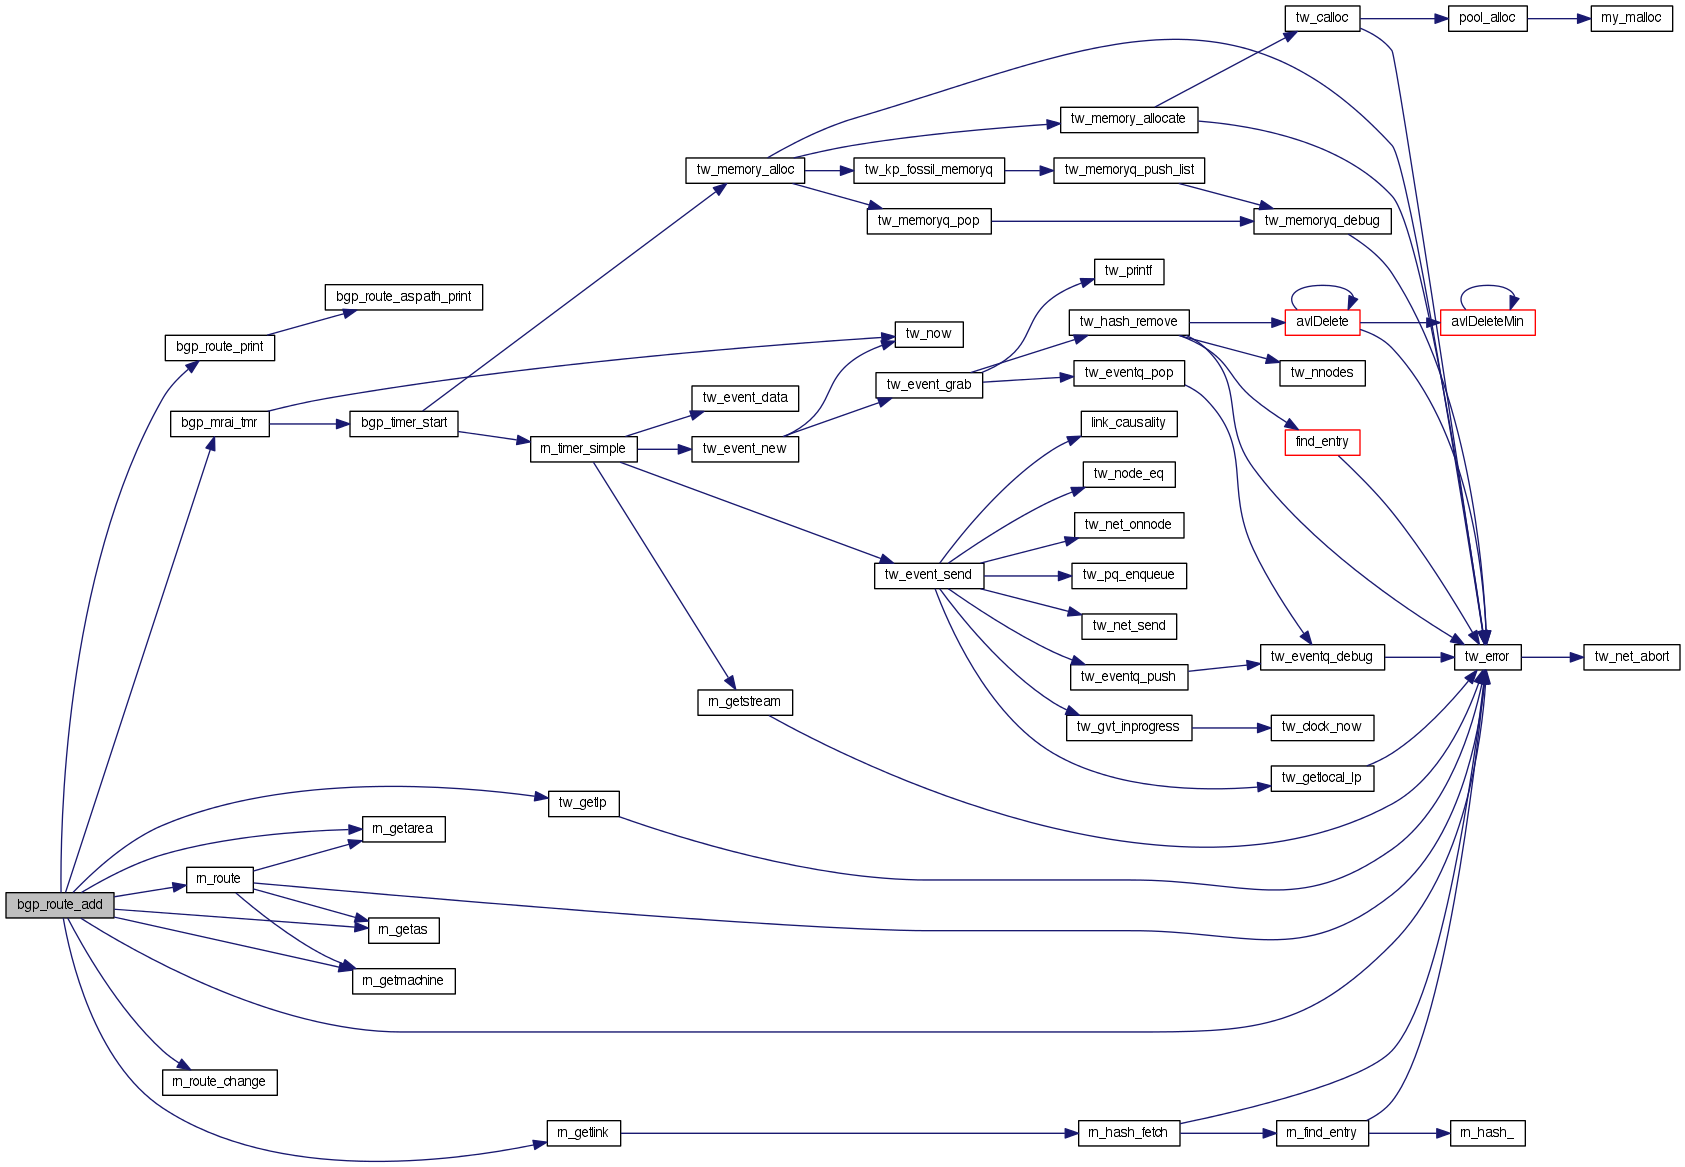 tw_calloc
pool_alloc
my_malloc
tw_memory_allocate
tw_memory_alloc
tw_kp_fossil_memoryq
tw_memoryq_push_list
tw_memoryq_pop
tw_memoryq_debug
tw_printf
bgp_route_aspath_print
tw_hash_remove
avlDelete
avlDeleteMin
tw_now
bgp_route_print
tw_nnodes
tw_eventq_pop
tw_event_grab
tw_event_data
bgp_mrai_tmr
bgp_timer_start
link_causality
find_entry
rn_timer_simple
tw_event_new
tw_node_eq
tw_net_onnode
tw_event_send
tw_pq_enqueue
tw_net_send
tw_eventq_debug
tw_error
tw_net_abort
tw_eventq_push
rn_getstream
tw_gvt_inprogress
tw_clock_now
tw_getlocal_lp
tw_getlp
rn_getarea
rn_route
bgp_route_add
rn_getas
rn_getmachine
rn_route_change
rn_getlink
rn_hash_fetch
rn_find_entry
rn_hash_